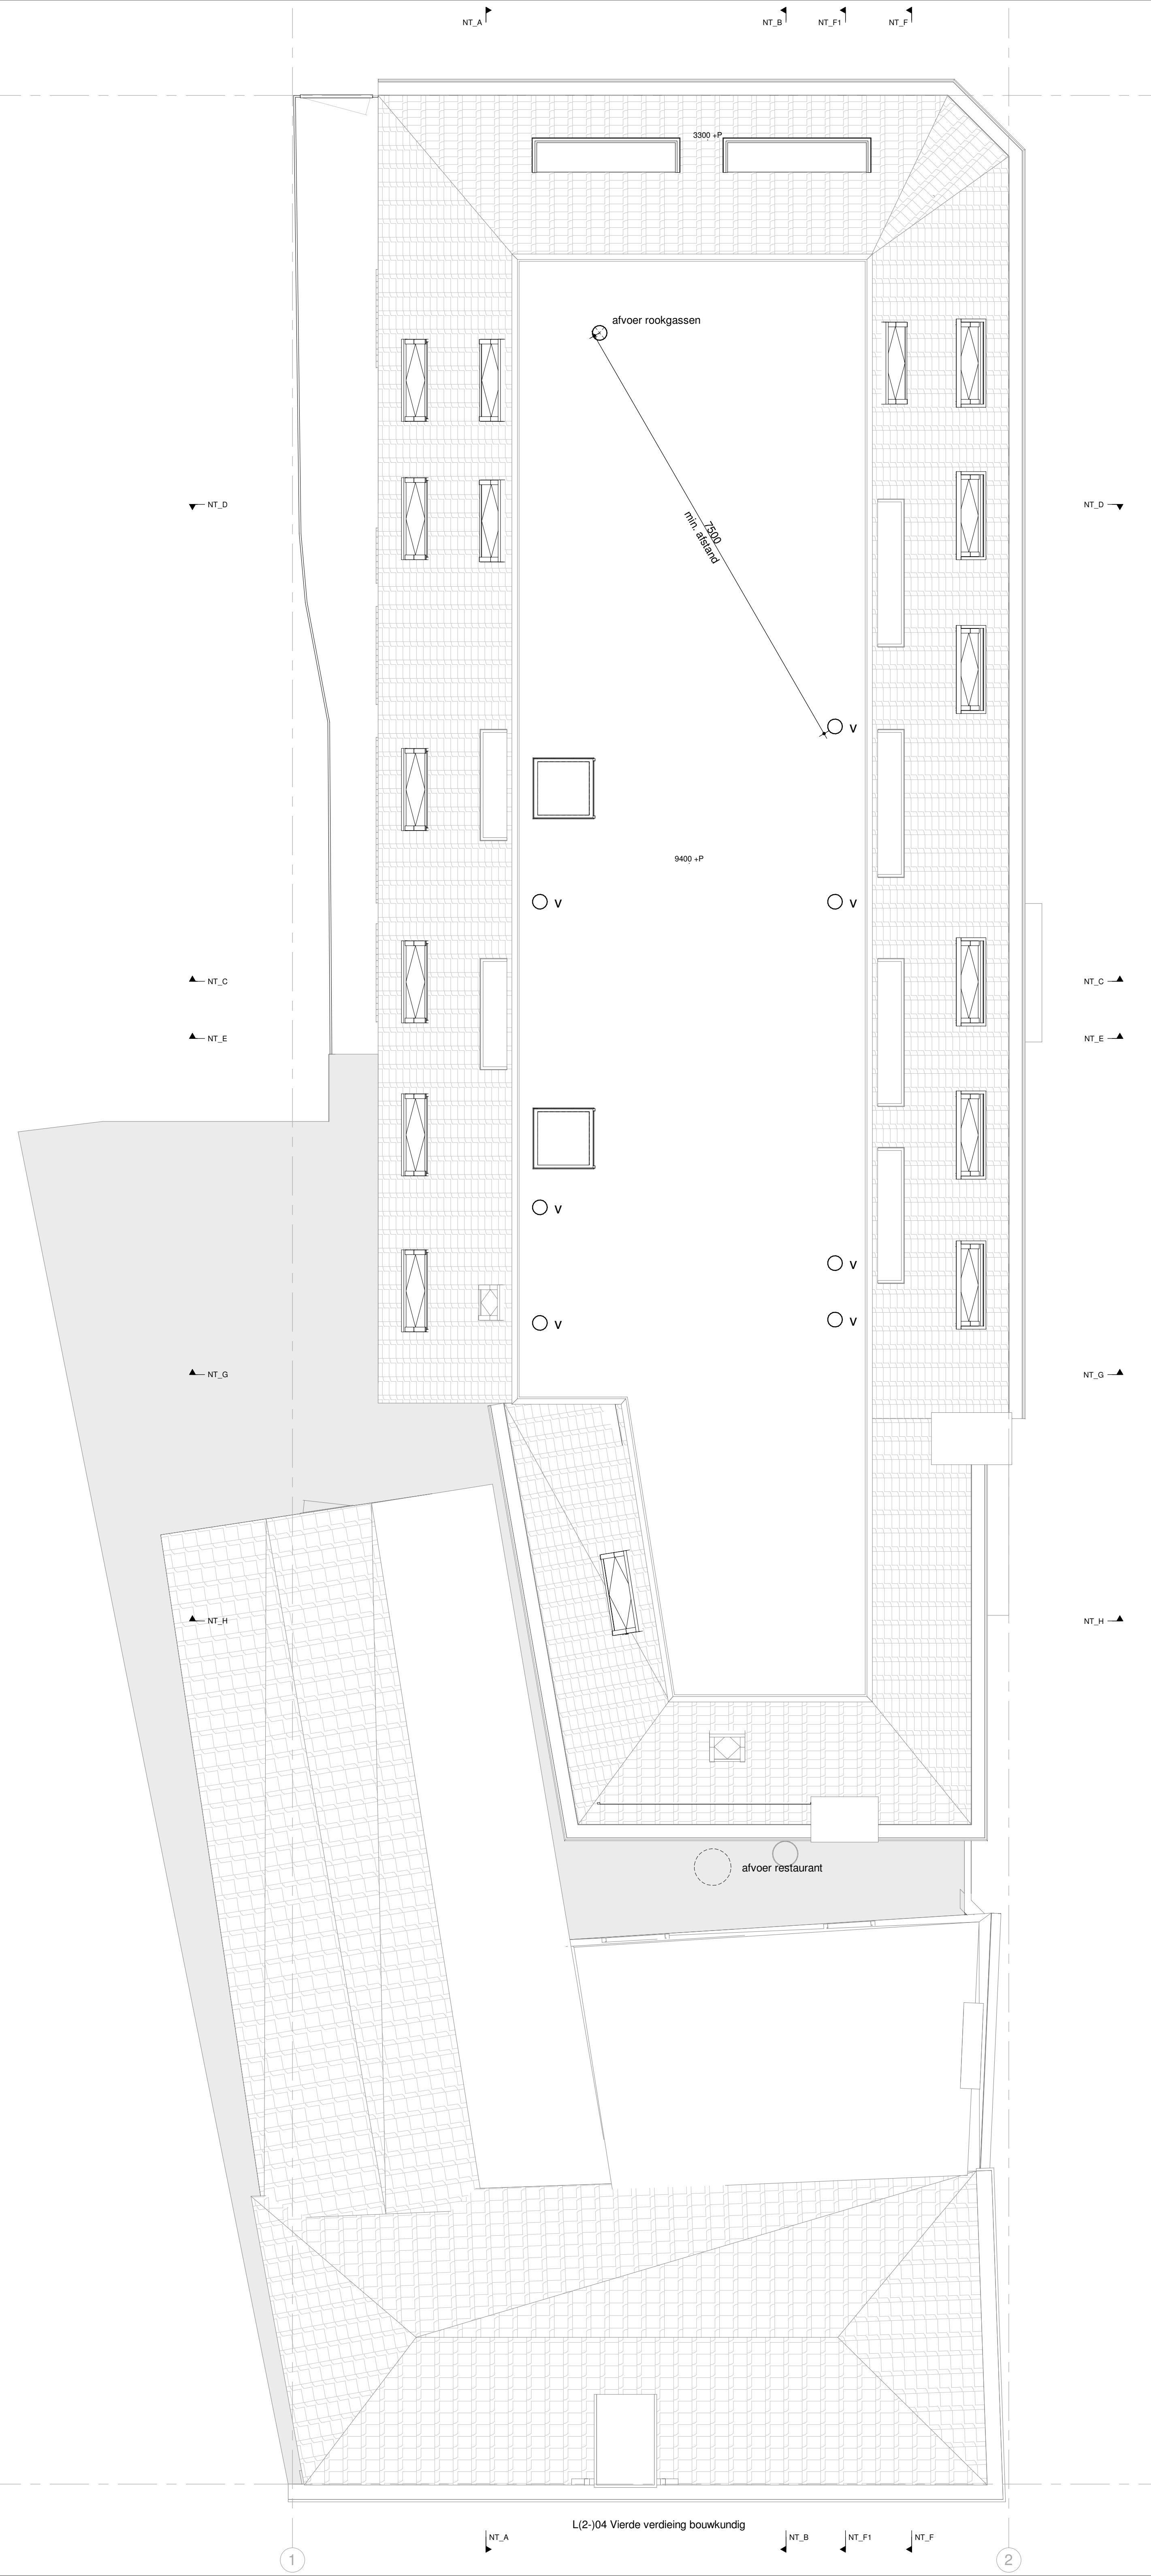 NT_A
NT_B
NT_F1
NT_F
3300 +P
afvoer rookgassen
NT_D
NT_D
7500
min. afstand
V
9400 +P
V
V
NT_C
NT_C
NT_E
NT_E
V
V
V
V
NT_G
NT_G
NT_H
NT_H
afvoer restaurant
L(2-)04 Vierde verdieing bouwkundig
NT_A
NT_B
NT_F1
NT_F
1
2